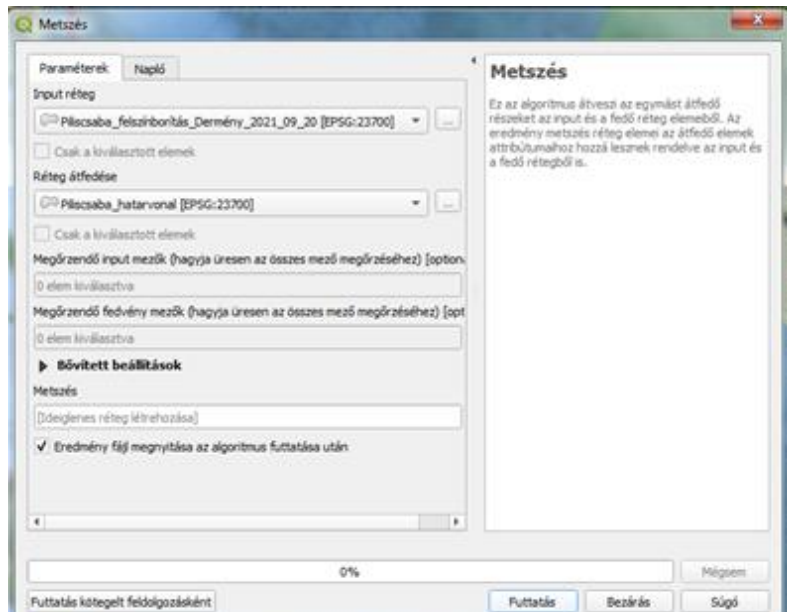 Metszés
Paraméterek Napló
Input réteg
Piliscsaba_felszínborítás_Dermény_2021_09_20 [EPSG:23700]
...
Csak a kiválasztott elemek
Réteg átfedése
Piliscsaba_hatarvonal [EPSG:23700]
...
Csak a kiválasztott elemek
Megőrzendő input mezők (hagyja üresen az összes mező megőrzéséhez) [option
0 elem kiválasztva
Megőrzendő fedvény mezők (hagyja üresen az összes mező megőrzéséhez) [opt
0 elem kiválasztva
Bővített beállítások
Metszés
[Ideiglenes réteg létrehozása]
Eredmény fájl megnyitása az algoritmus futtatása után
Metszés
Ez az algoritmus átveszi az egymást átfedő
részeket az input és a fedő réteg elemeiből. Az
eredmény metszés réteg elemei az átfedő elemek
attribútumaihoz hozzá lesznek rendelve az input és
a fedő rétegből is.
0%
Mégsem
Futtatás kötegelt feldolgozásként
Futtatás Bezárás Súgó